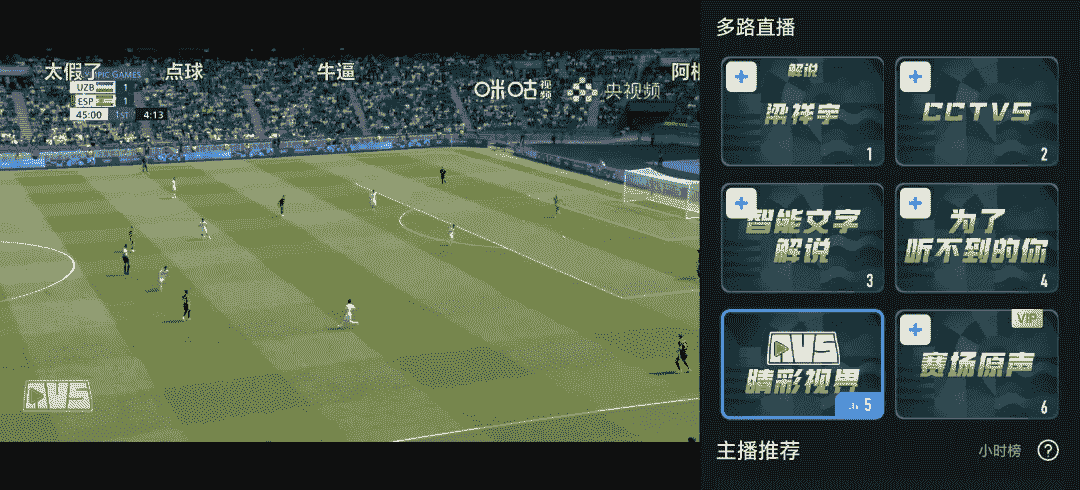 太假了
点球
牛逼
阿根
OLYMPIC GAMES
UZB 1
ESP 1
45:00 1ST 4:13
咪咕视频
央视频
AVS
多路直播
解说
梁祥宇
1
CCTV5
2
智能文字
解说
3
为了
听不到的你
4
AVS
睛彩视界
5
VIP
赛场原声
6
主播推荐
小时榜
?